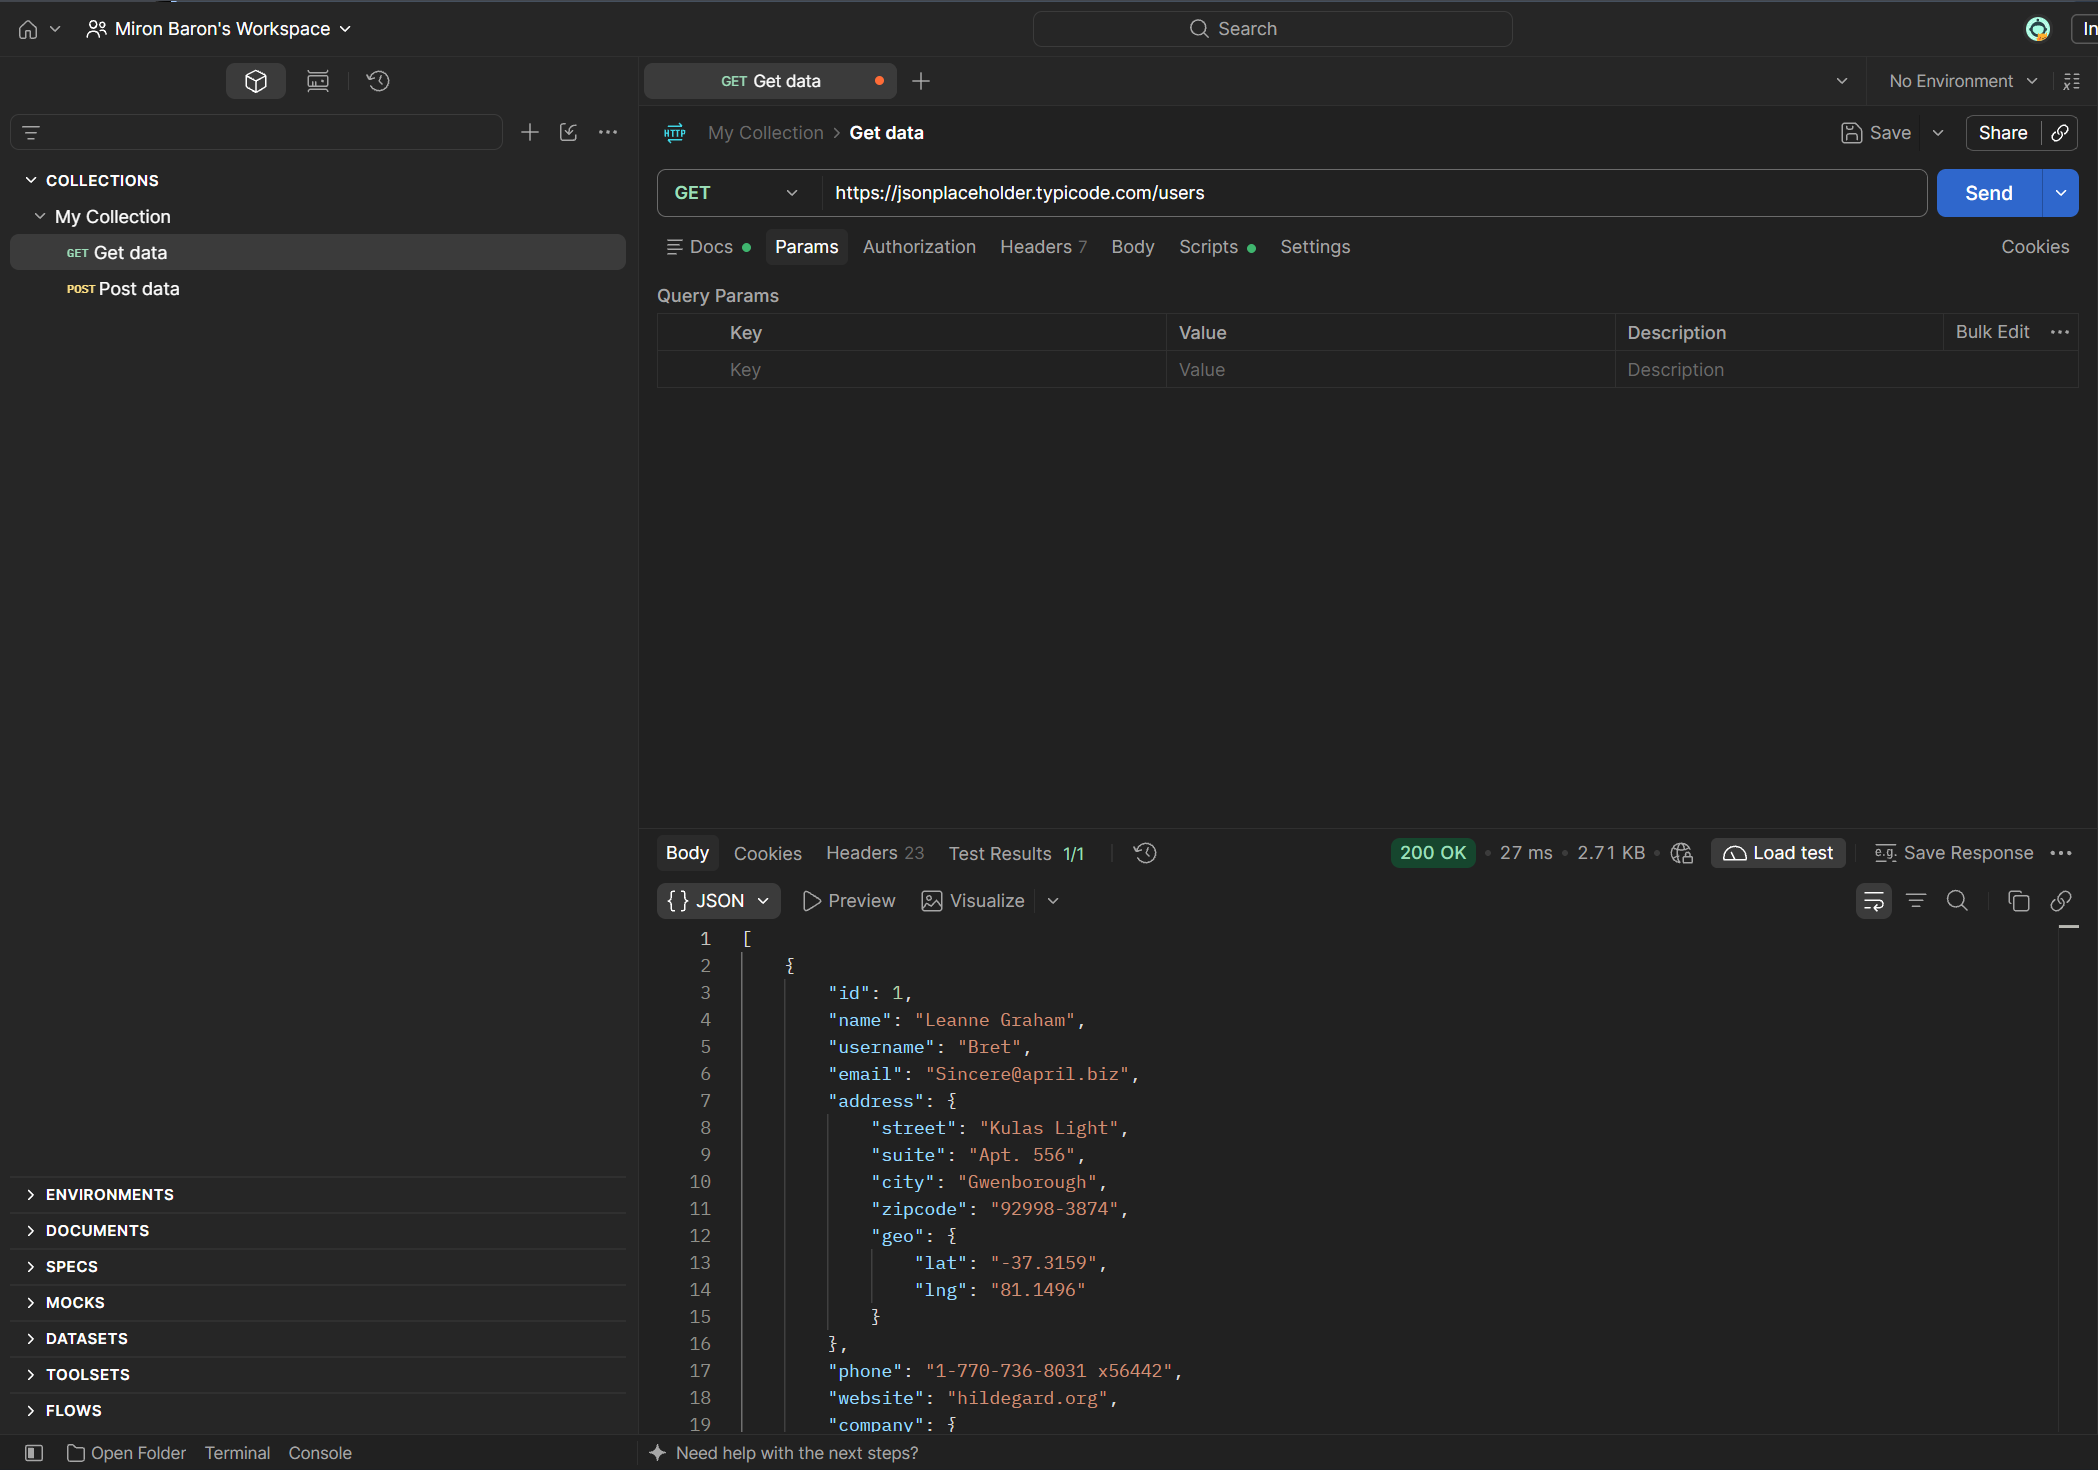 Miron Baron's Workspace
Search
In
GET Get data
No Environment
COLLECTIONS
My Collection
GET Get data
POST Post data
ENVIRONMENTS
DOCUMENTS
SPECS
MOCKS
DATASETS
TOOLSETS
FLOWS
HTTP My Collection > Get data
Save
Share
GET https://jsonplaceholder.typicode.com/users
Send
Docs Params Authorization Headers 7 Body Scripts Settings
Cookies
Query Params
Key Value Description Bulk Edit
Key Value Description
Body Cookies Headers 23 Test Results 1/1
200 OK • 27 ms • 2.71 KB • Load test
e.g. Save Response
{} JSON Preview Visualize
1 [
2 {
3 "id": 1,
4 "name": "Leanne Graham",
5 "username": "Bret",
6 "email": "Sincere@april.biz",
7 "address": {
8 "street": "Kulas Light",
9 "suite": "Apt. 556",
10 "city": "Gwenborough",
11 "zipcode": "92998-3874",
12 "geo": {
13 "lat": "-37.3159",
14 "lng": "81.1496"
15 }
16 },
17 "phone": "1-770-736-8031 x56442",
18 "website": "hildegard.org",
19 "company": {
Open Folder Terminal Console
Need help with the next steps?